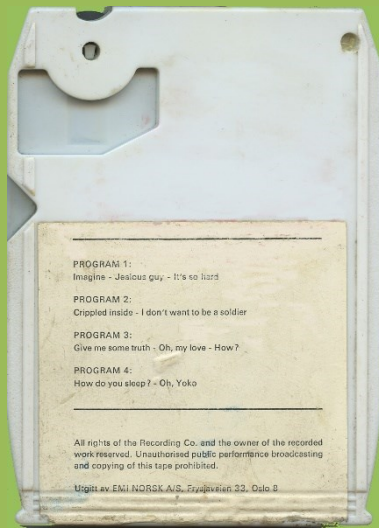 PROGRAM 1:
Imagine - Jealous guy - It's so hard
PROGRAM 2:
Crippled inside - I don't want to be a soldier
PROGRAM 3:
Give me some truth - Oh, my love - How?
PROGRAM 4:
How do you sleep? - Oh, Yoko
All rights of the Recording Co. and the owner of the recorded
work reserved. Unauthorised public performance broadcasting
and copying of this tape prohibited.
Utgitt av EMI NORSK A/S, Frysjaveien 33, Oslo 8